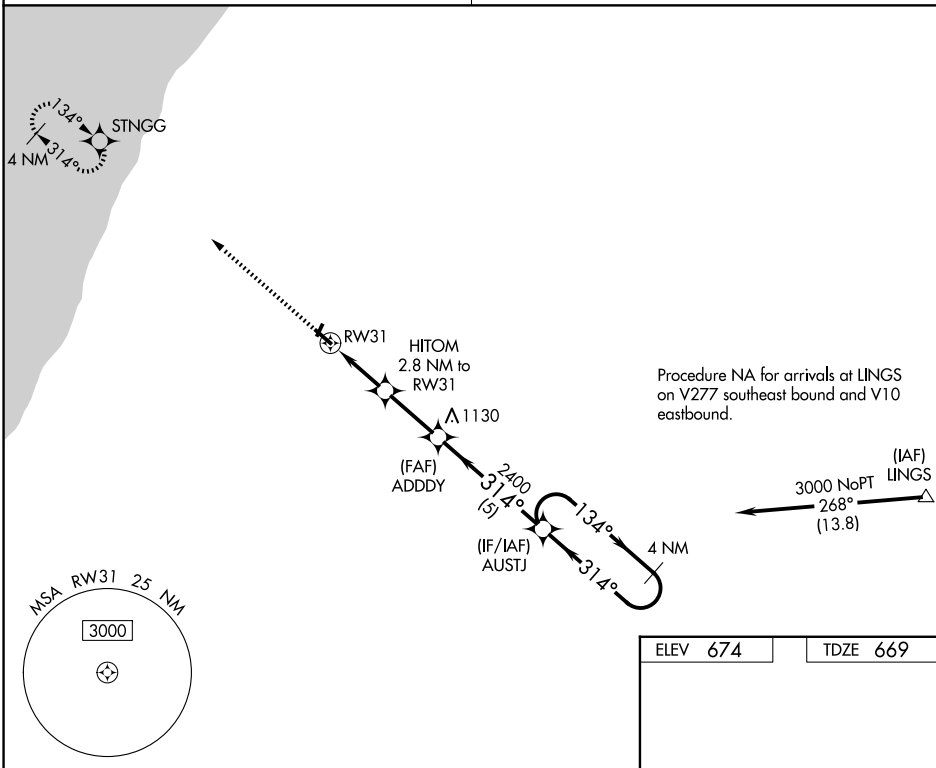 134°
STNGG
4 NM
314°
RW31
HITOM
2.8 NM to
RW31
Procedure NA for arrivals at LINGS
on V277 southeast bound and V10
eastbound.
1130
(FAF)
ADDDY
(IAF)
LINGS
3000 NoPT
268°
(13.8)
2400
314°
(5)
134°
(IF/IAF)
AUSTJ
4 NM
314°
MSA RW31 25 NM
3000
ELEV 674
TDZE 669